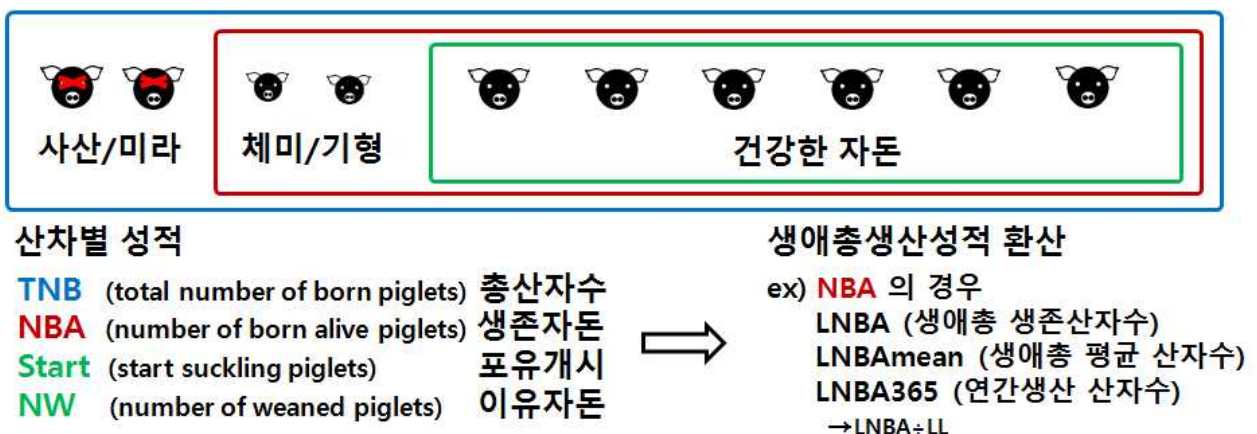 사산/미라 체미/기형 건강한 자돈
산차별 성적
TNB (total number of born piglets) 총산자수
NBA (number of born alive piglets) 생존자돈
Start (start suckling piglets) 포유개시
NW (number of weaned piglets) 이유자돈
생애총생산성적 환산
ex) NBA 의 경우
LNBA (생애총 생존산자수)
LNBAmean (생애총 평균 산자수)
LNBA365 (연간생산 산자수)
→LNBA÷LL